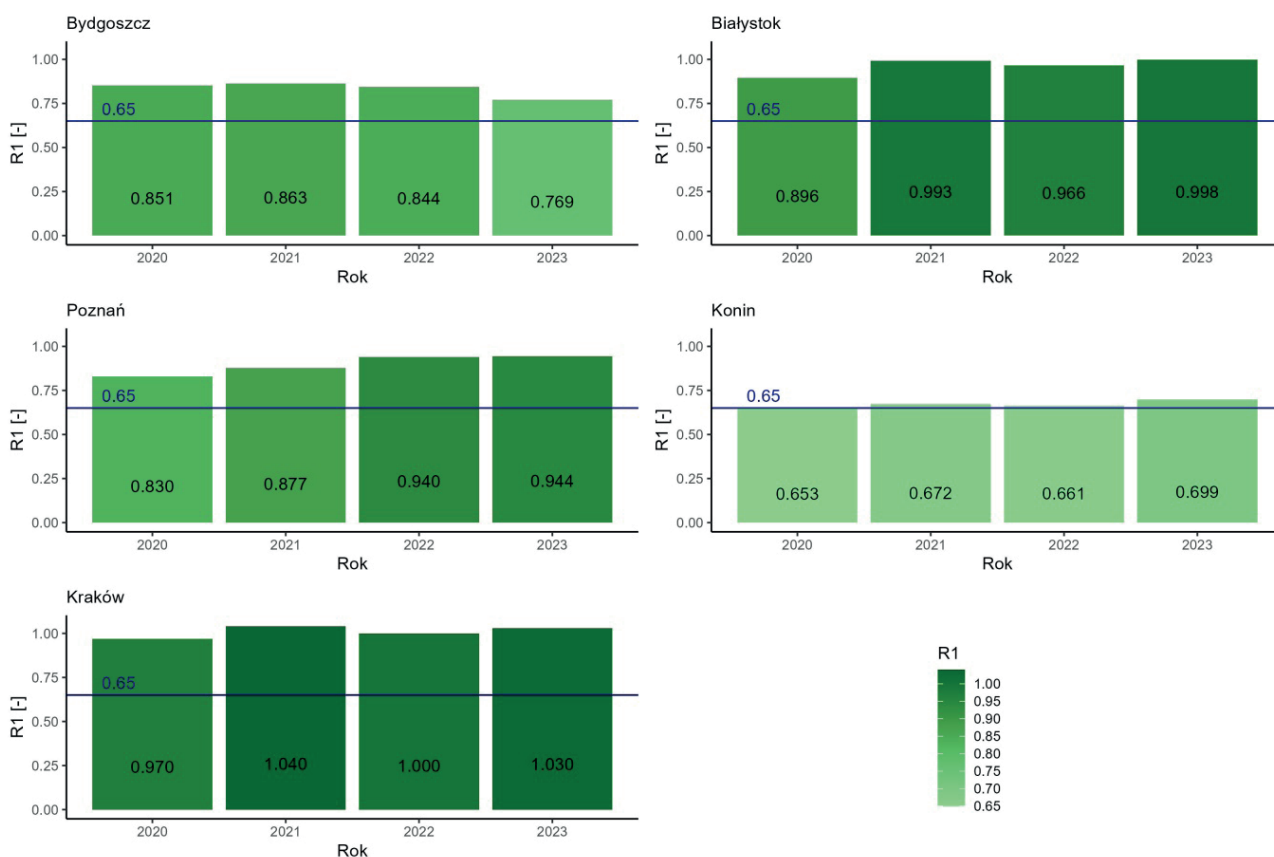 Bydgoszcz
1.00
0.75
0.50
0.25
0.00
R1 [-]
0.65
0.851 0.863 0.844 0.769
2020 2021 2022 2023
Rok
Białystok
1.00
0.75
0.50
0.25
0.00
R1 [-]
0.65
0.896 0.993 0.966 0.998
2020 2021 2022 2023
Rok
Poznań
1.00
0.75
0.50
0.25
0.00
R1 [-]
0.65
0.830 0.877 0.940 0.944
2020 2021 2022 2023
Rok
Konin
1.00
0.75
0.50
0.25
0.00
R1 [-]
0.65
0.653 0.672 0.661 0.699
2020 2021 2022 2023
Rok
Kraków
1.00
0.75
0.50
0.25
0.00
R1 [-]
0.65
0.970 1.040 1.000 1.030
2020 2021 2022 2023
Rok
R1
1.00
0.95
0.90
0.85
0.80
0.75
0.70
0.65